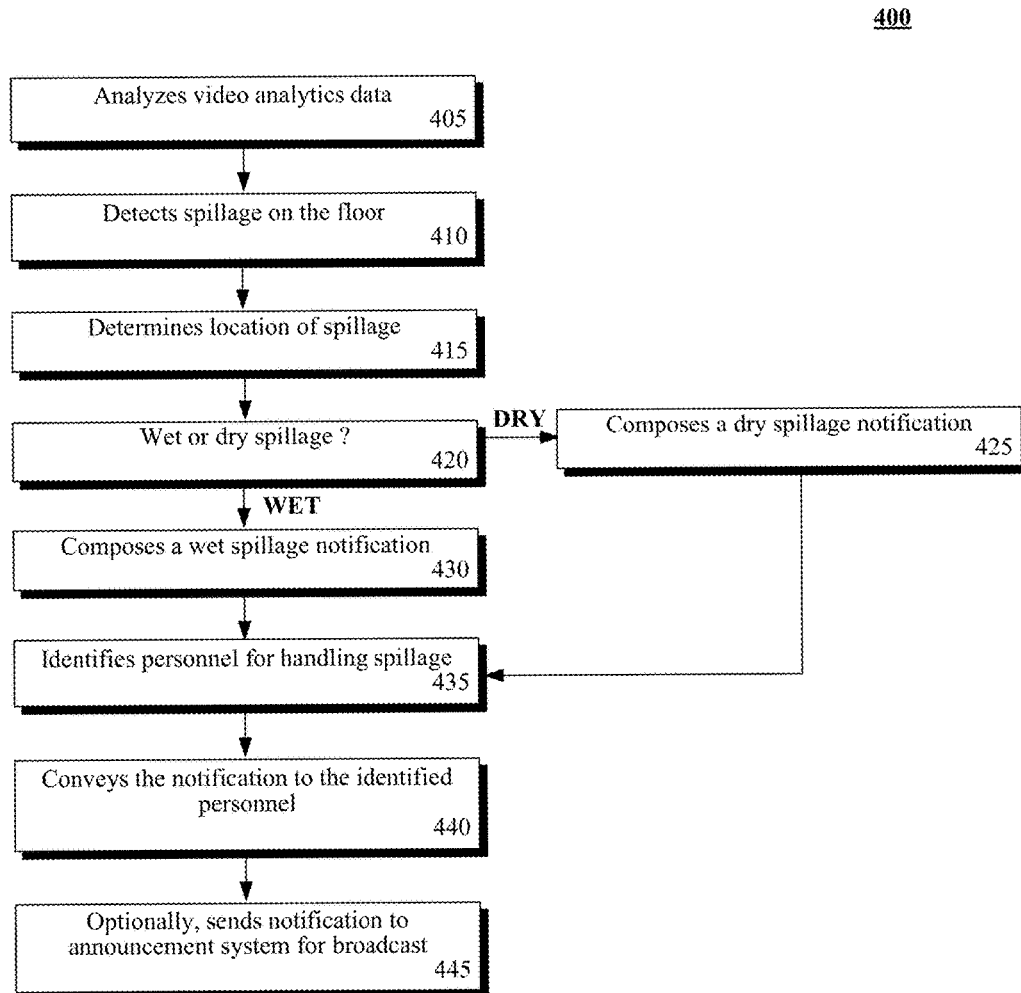 400
Analyzes video analytics data
405
Detects spillage on the floor
410
Determines location of spillage
415
Wet or dry spillage ?
420
DRY
Composes a dry spillage notification
425
WET
Composes a wet spillage notification
430
Identifies personnel for handling spillage
435
Conveys the notification to the identified
personnel
440
Optionally, sends notification to
announcement system for broadcast
445